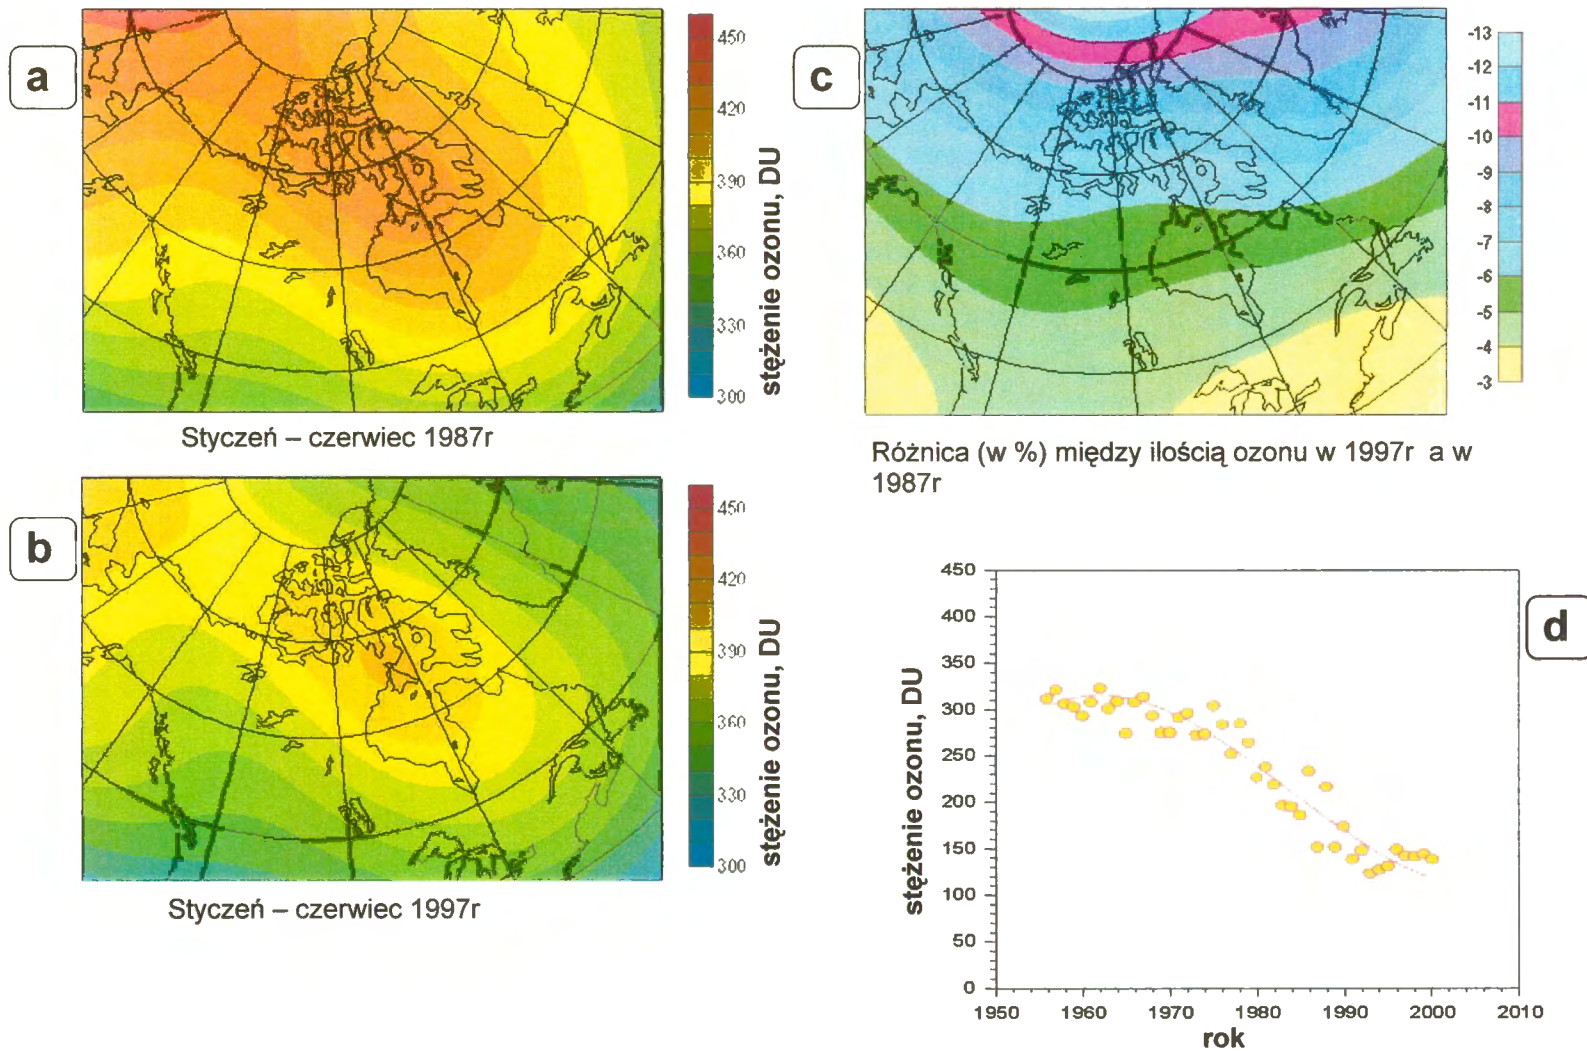 a
450
420
390
360
330
300
stężenie ozonu, DU
Styczeń – czerwiec 1987r
b
450
420
390
360
330
300
stężenie ozonu, DU
Styczeń – czerwiec 1997r
c
-13
-12
-11
-10
-9
-8
-7
-6
-5
-4
-3
Różnica (w %) między ilością ozonu w 1997r a w
1987r
d
450
400
350
300
250
200
150
100
50
0
stężenie ozonu, DU
1950 1960 1970 1980 1990 2000 2010
rok